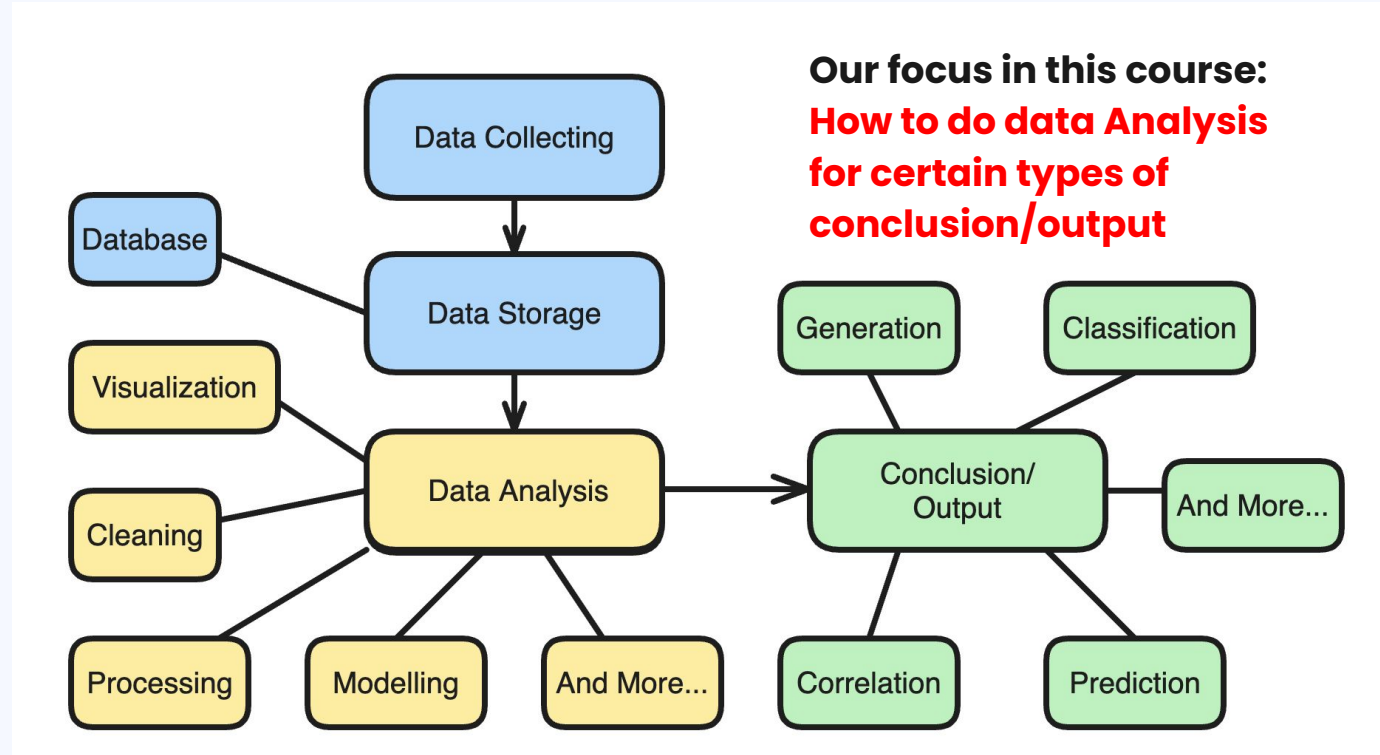 Our focus in this course:
How to do data Analysis
for certain types of
conclusion/output
Data Collecting
Database
Data Storage
Visualization
Data Analysis
Cleaning
Processing
Modelling
And More...
Generation
Classification
Conclusion/
Output
And More...
Correlation
Prediction